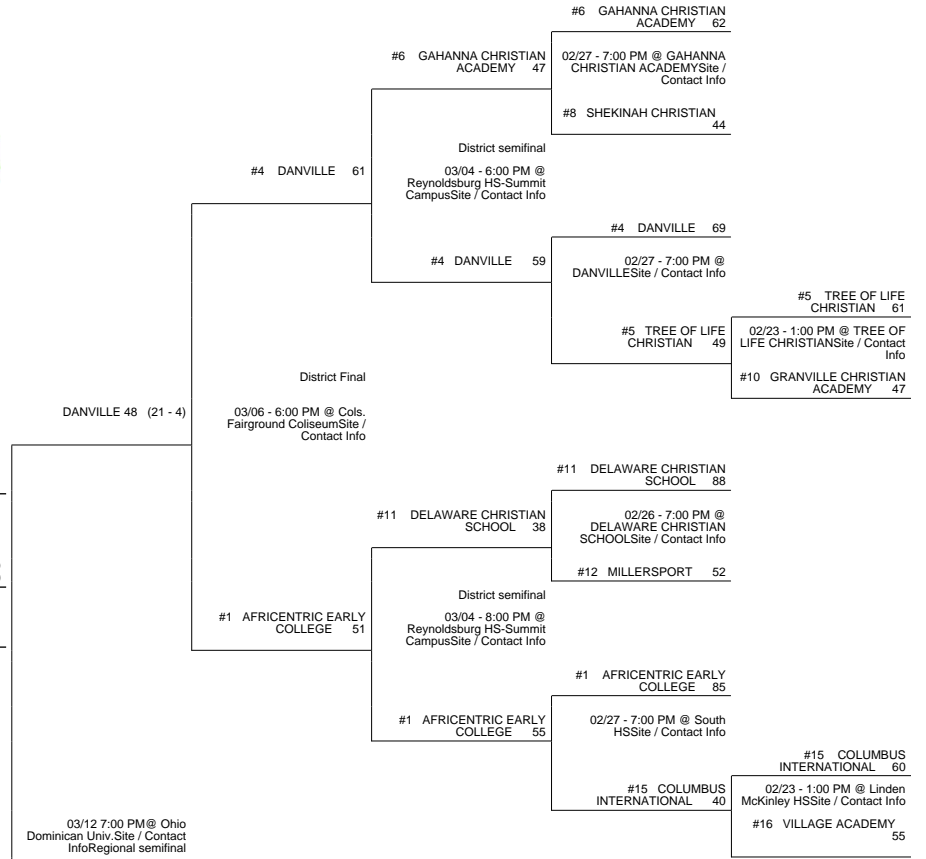 #6 GAHANNA CHRISTIAN
ACADEMY 62
#6 GAHANNA CHRISTIAN
ACADEMY 47
02/27 - 7:00 PM @ GAHANNA
CHRISTIAN ACADEMYSite /
Contact Info
#8 SHEKINAH CHRISTIAN
44
District semifinal
#4 DANVILLE 61
03/04 - 6:00 PM @
Reynoldsburg HS-Summit
CampusSite / Contact Info
#4 DANVILLE 69
#4 DANVILLE 59
02/27 - 7:00 PM @
DANVILLESite / Contact Info
#5 TREE OF LIFE
CHRISTIAN 61
#5 TREE OF LIFE
CHRISTIAN 49
02/23 - 1:00 PM @ TREE OF
LIFE CHRISTIANSite / Contact
Info
#10 GRANVILLE CHRISTIAN
ACADEMY 47
District Final
DANVILLE 48 (21 - 4)
03/06 - 6:00 PM @ Cols.
Fairground ColiseumSite /
Contact Info
#11 DELAWARE CHRISTIAN
SCHOOL 88
#11 DELAWARE CHRISTIAN
SCHOOL 38
02/26 - 7:00 PM @
DELAWARE CHRISTIAN
SCHOOLSite / Contact Info
#12 MILLERSPORT 52
District semifinal
#1 AFRICENTRIC EARLY
COLLEGE 51
03/04 - 8:00 PM @
Reynoldsburg HS-Summit
CampusSite / Contact Info
#1 AFRICENTRIC EARLY
COLLEGE 85
#1 AFRICENTRIC EARLY
COLLEGE 55
02/27 - 7:00 PM @ South
HSSite / Contact Info
#15 COLUMBUS
INTERNATIONAL 60
#15 COLUMBUS
INTERNATIONAL 40
02/23 - 1:00 PM @ Linden
McKinley HSSite / Contact Info
#16 VILLAGE ACADEMY
55
03/12 7:00 PM@ Ohio
Dominican Univ.Site / Contact
InfoRegional semifinal